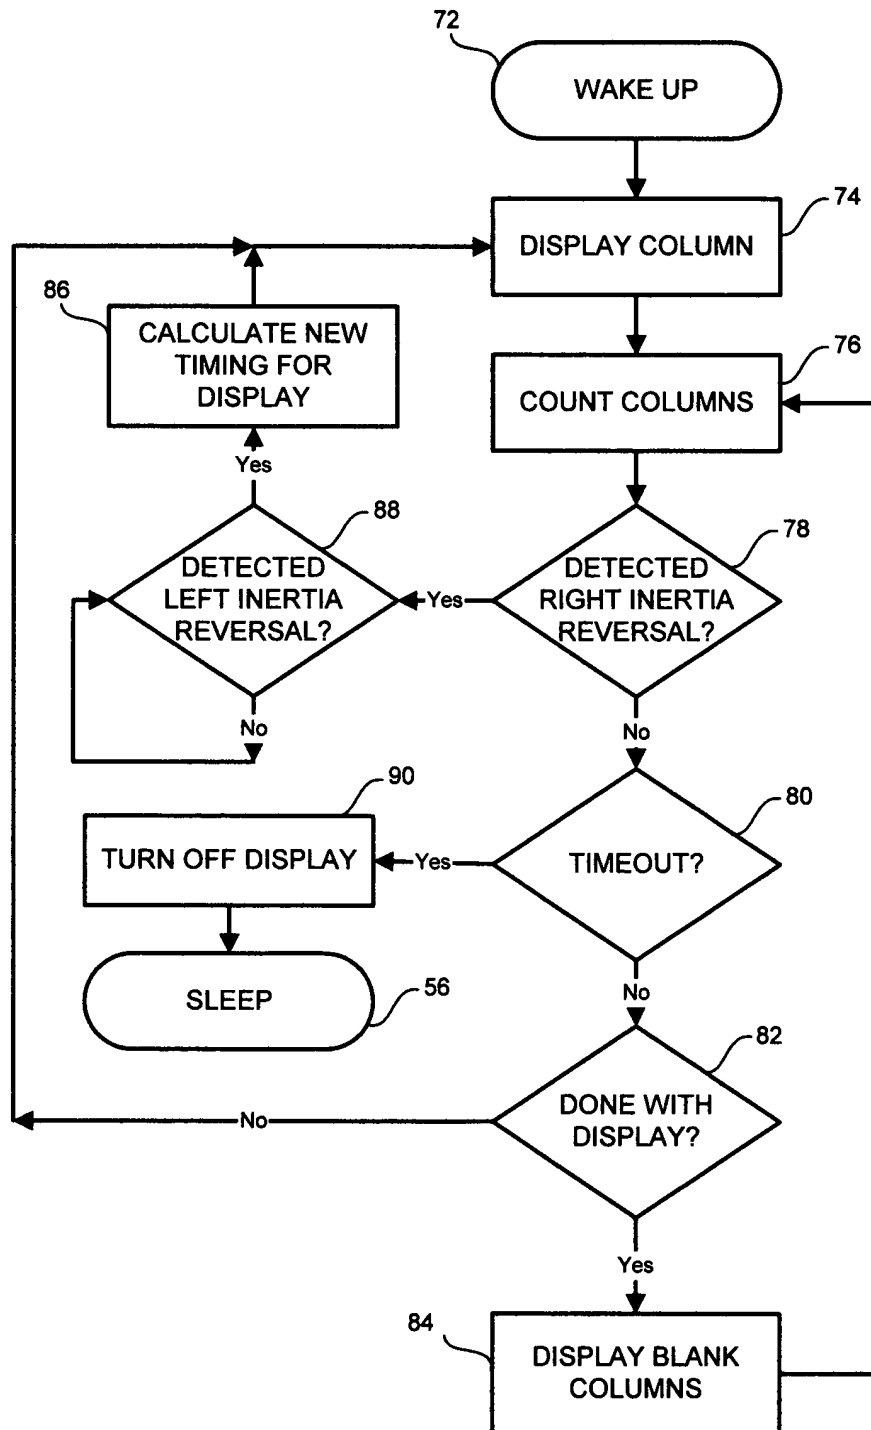 72
WAKE UP
74
DISPLAY COLUMN
86
CALCULATE NEW
TIMING FOR
DISPLAY
76
COUNT COLUMNS
Yes
88
DETECTED
LEFT INERTIA
REVERSAL?
Yes
78
DETECTED
RIGHT INERTIA
REVERSAL?
No
No
90
TURN OFF DISPLAY
Yes
80
TIMEOUT?
SLEEP
56
No
82
DONE WITH
DISPLAY?
No
Yes
84
DISPLAY BLANK
COLUMNS